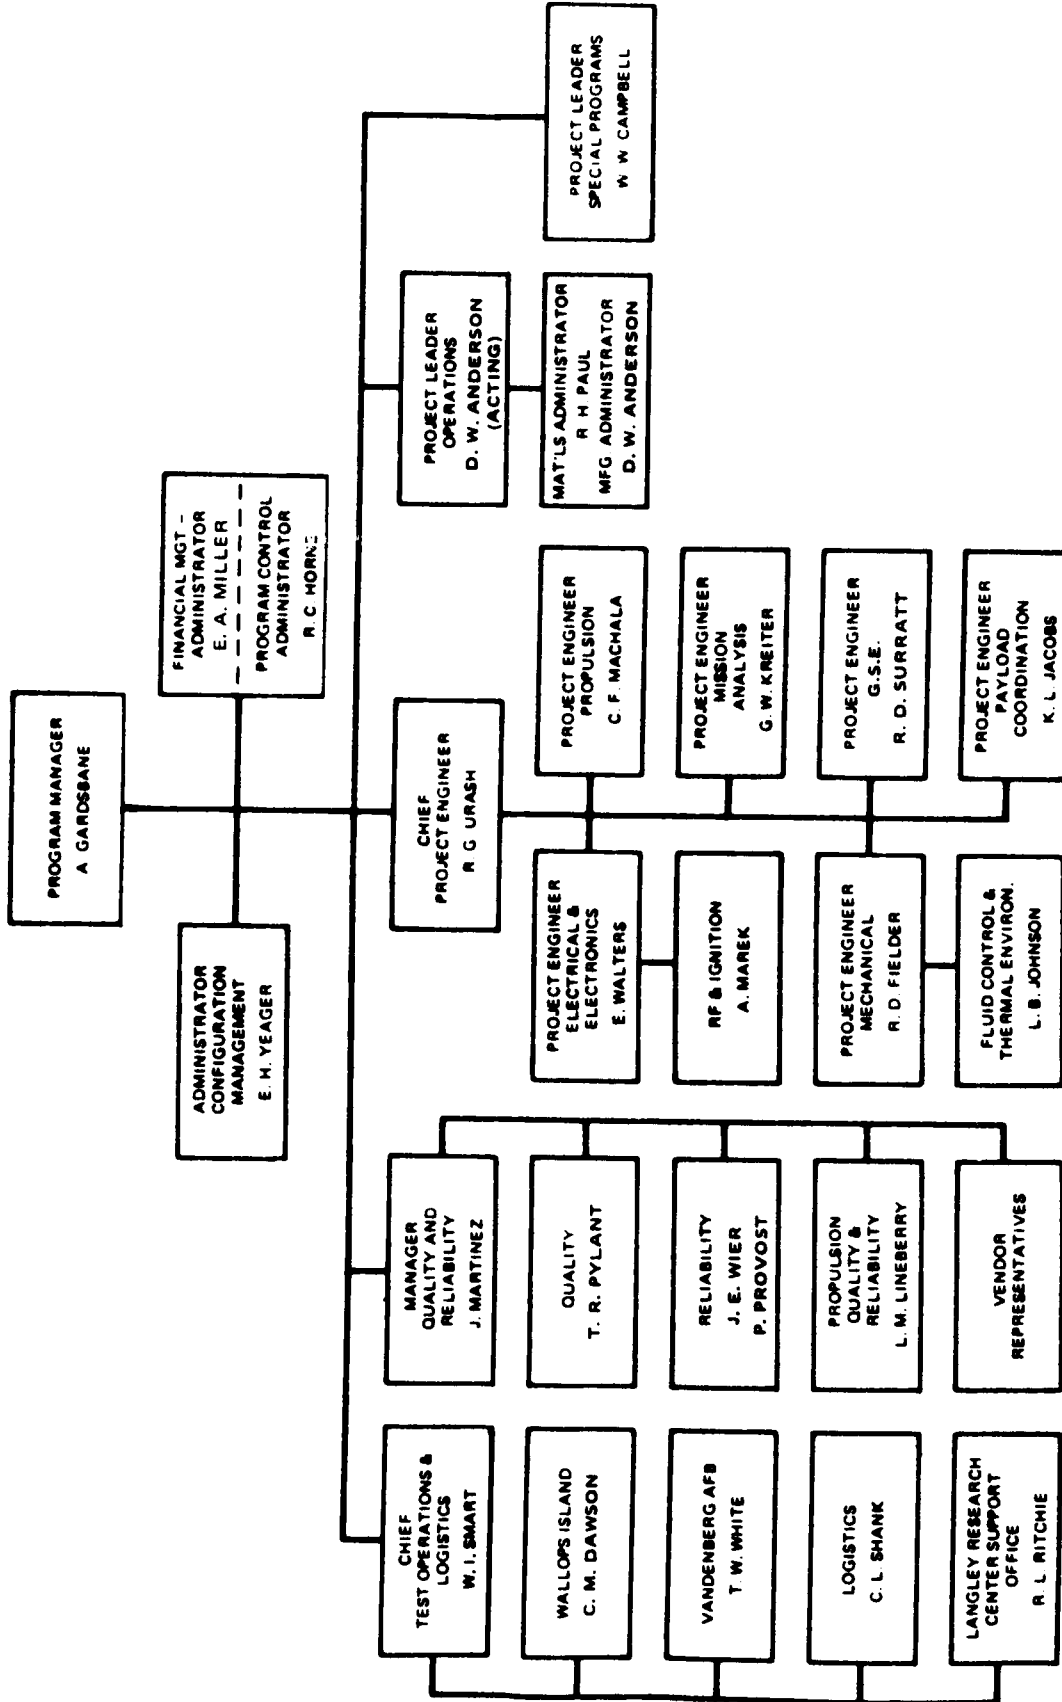 PROGRAM MANAGER
A GARDSBANE
ADMINISTRATOR
CONFIGURATION
MANAGEMENT
E. H. YEAGER
FINANCIAL MGT -
ADMINISTRATOR
E. A. MILLER
PROGRAM CONTROL
ADMINISTRATOR
R. C HORNE
CHIEF
TEST OPERATIONS &
LOGISTICS
W. I. SMART
WALLOPS ISLAND
C. M. DAWSON
VANDENBERG AFB
T. W. WHITE
LOGISTICS
C. L SHANK
LANGLEY RESEARCH
CENTER SUPPORT
OFFICE
R. L. RITCHIE
MANAGER
QUALITY AND
RELIABILITY
J. MARTINEZ
QUALITY
T. R. PYLANT
RELIABILITY
J. E. WIER
P. PROVOST
PROPULSION
QUALITY &
RELIABILITY
L. M. LINEBERRY
VENDOR
REPRESENTATIVES
CHIEF
PROJECT ENGINEER
R. G URASH
PROJECT ENGINEER
ELECTRICAL &
ELECTRONICS
E. WALTERS
RF & IGNITION
A. MAREK
PROJECT ENGINEER
MECHANICAL
R. D FIELDER
FLUID CONTROL &
THERMAL ENVIRON.
L. B. JOHNSON
PROJECT ENGINEER
PROPULSION
C. F. MACHALA
PROJECT ENGINEER
MISSION
ANALYSIS
G. W. KREITER
PROJECT ENGINEER
G.S.E.
R. D. SURRATT
PROJECT ENGINEER
PAYLOAD
COORDINATION
K. L. JACOBS
PROJECT LEADER
OPERATIONS
D. W. ANDERSON
(ACTING)
MAT'LS ADMINISTRATOR
R H PAUL
MFG ADMINISTRATOR
D. W. ANDERSON
PROJECT LEADER
SPECIAL PROGRAMS
W W CAMPBELL